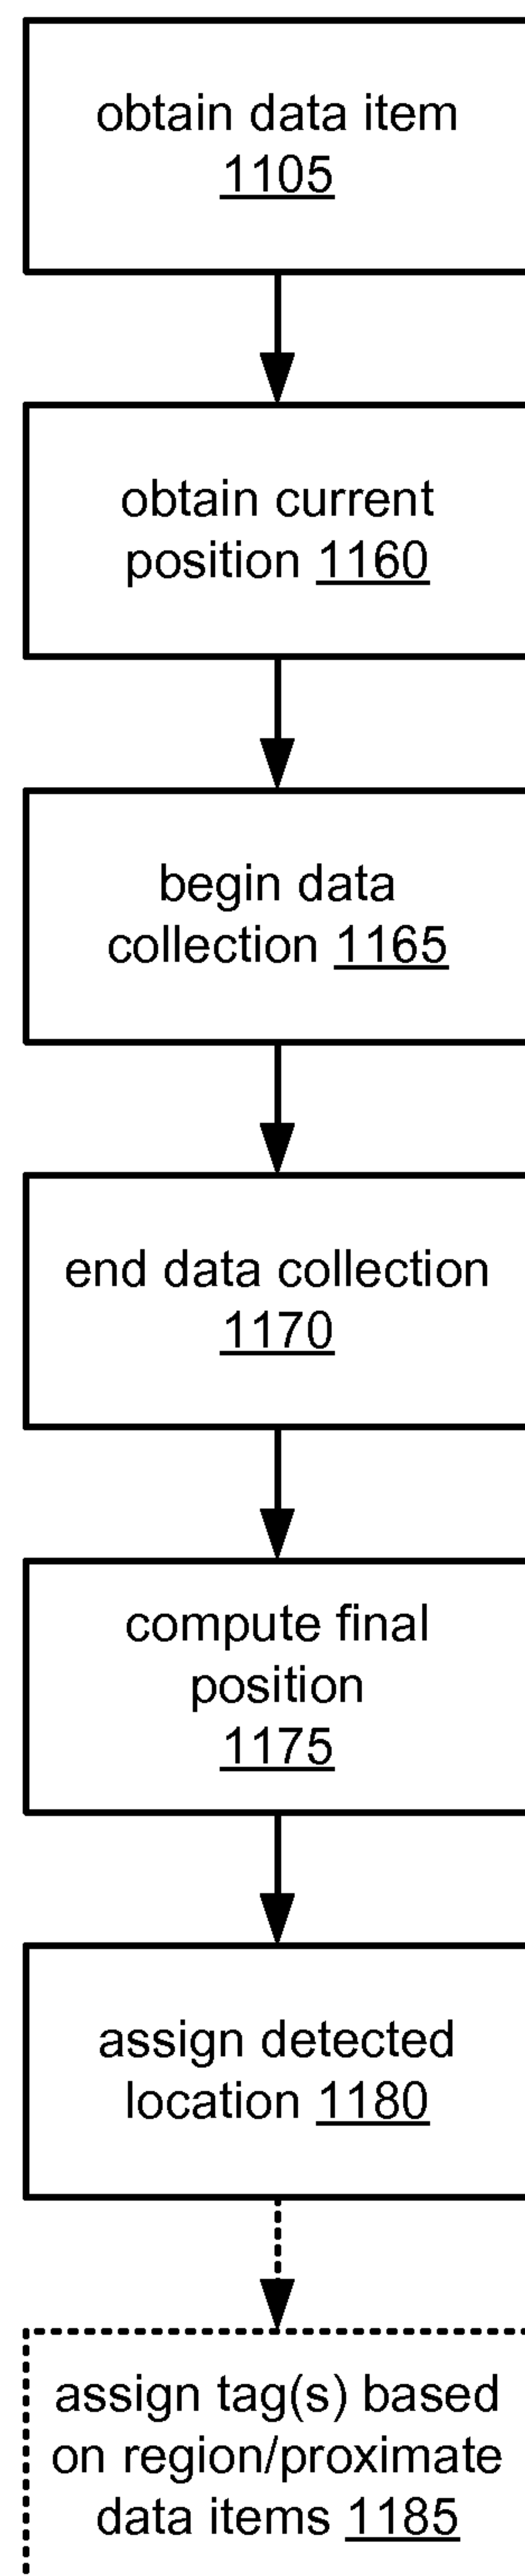 obtain data item
1105
obtain current
position 1160
begin data
collection 1165
end data collection
1170
compute final
position
1175
assign detected
location 1180
assign tag(s) based
on region/proximate
data items 1185